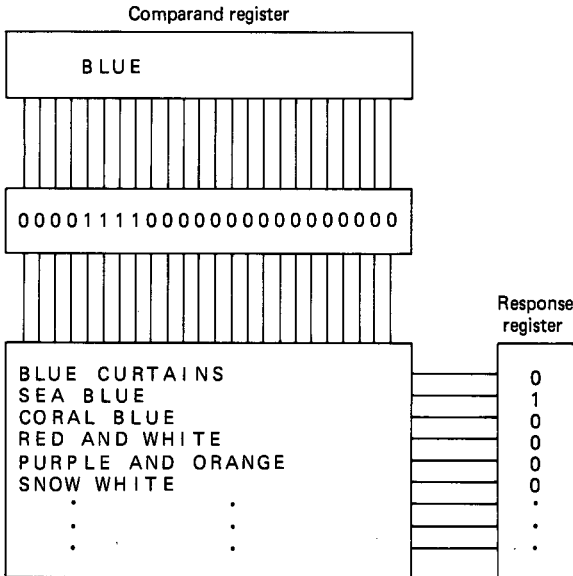 Comparand register
BLUE
000011110000000000000000
Response
register
BLUE CURTAINS 0
SEA BLUE 1
CORAL BLUE 0
RED AND WHITE 0
PURPLE AND ORANGE 0
SNOW WHITE 0